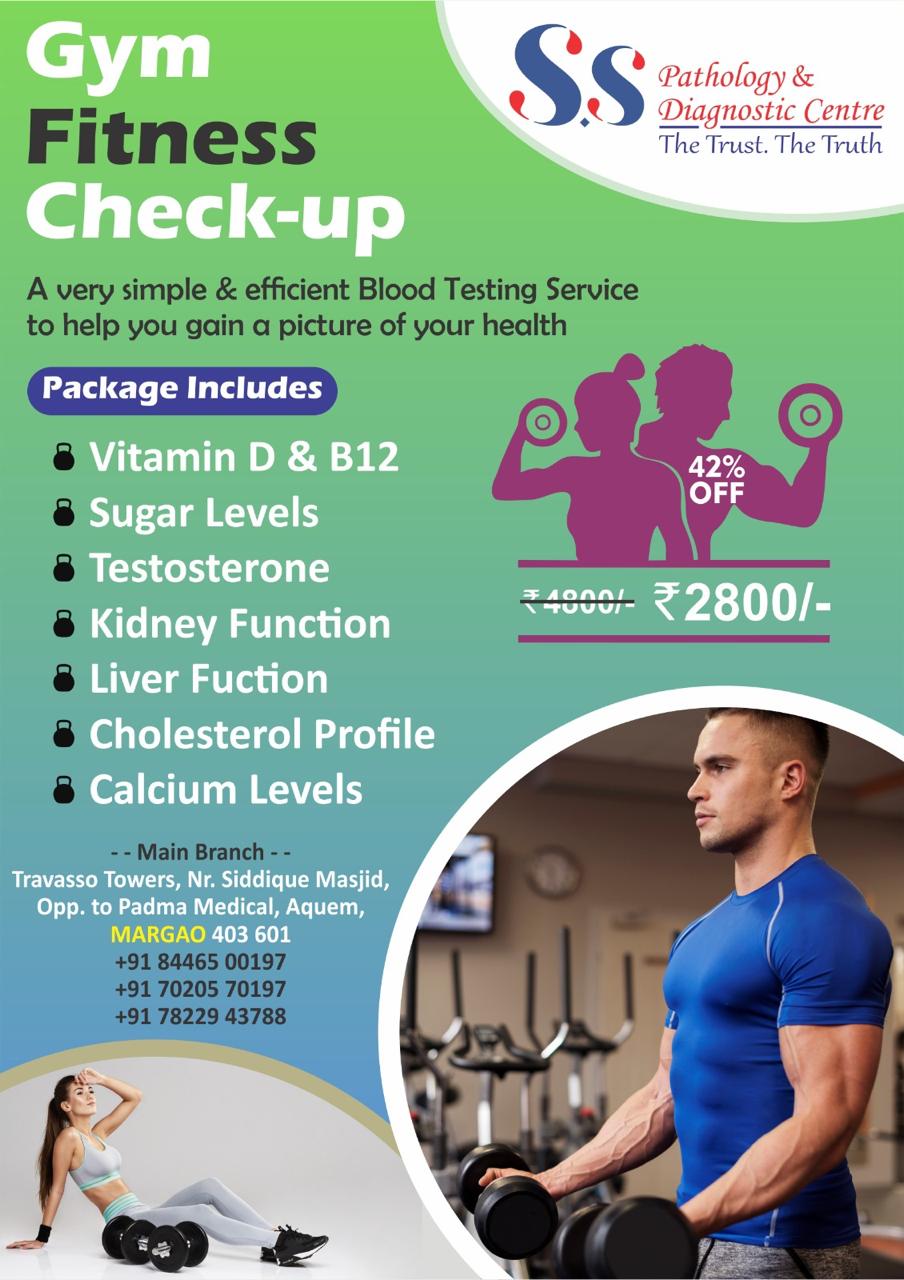 Gym
Fitness
Check-up
S.S
Pathology &
Diagnostic Centre
The Trust. The Truth
A very simple & efficient Blood Testing Service
to help you gain a picture of your health
Package Includes
Vitamin D & B12
Sugar Levels
Testosterone
Kidney Function
Liver Fuction
Cholesterol Profile
Calcium Levels
42%
OFF
₹4800/- ₹2800/-
- - Main Branch - -
Travasso Towers, Nr. Siddique Masjid,
Opp. to Padma Medical, Aquem,
MARGAO 403 601
+91 84465 00197
+91 70205 70197
+91 78229 43788